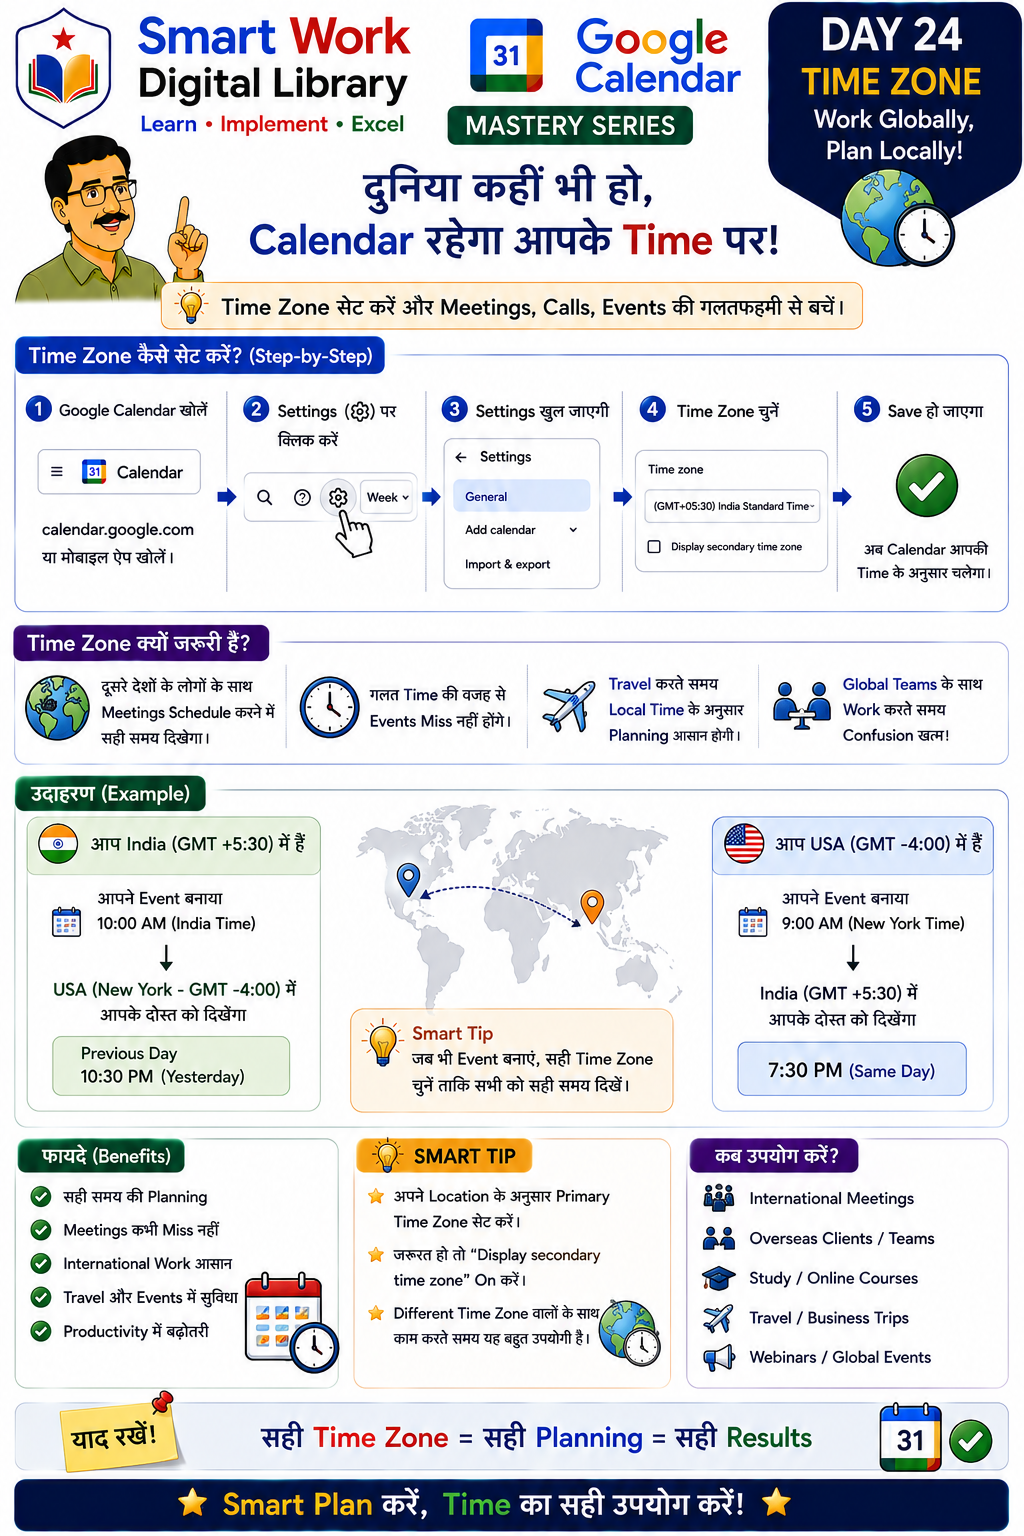 Smart Work
Digital Library
Learn • Implement • Excel
31
Google
Calendar
MASTERY SERIES
DAY 24
TIME ZONE
Work Globally,
Plan Locally!
दुनिया कहीं भी हो,
Calendar रहेगा आपके Time पर!
Time Zone सेट करें और Meetings, Calls, Events की गलतफहमी से बचें।
Time Zone कैसे सेट करें? (Step-by-Step)
1 Google Calendar खोलें
31 Calendar
calendar.google.com
या मोबाइल ऐप खोलें।
2 Settings (⚙) पर
क्लिक करें
Week
3 Settings खुल जाएगी
← Settings
General
Add calendar
Import & export
4 Time Zone चुनें
Time zone
(GMT+05:30) India Standard Time
Display secondary time zone
5 Save हो जाएगा
अब Calendar आपकी
Time के अनुसार चलेगा।
Time Zone क्यों जरूरी हैं?
दूसरे देशों के लोगों के साथ
Meetings Schedule करने में
सही समय दिखेगा।
गलत Time की वजह से
Events Miss नहीं होंगे।
Travel करते समय
Local Time के अनुसार
Planning आसान होगी।
Global Teams के साथ
Work करते समय
Confusion खत्म!
उदाहरण (Example)
आप India (GMT +5:30) में हैं
आपने Event बनाया
10:00 AM (India Time)
USA (New York - GMT -4:00) में
आपके दोस्त को दिखेंगा
Previous Day
10:30 PM (Yesterday)
Smart Tip
जब भी Event बनाएं, सही Time Zone
चुनें ताकि सभी को सही समय दिखें।
आप USA (GMT -4:00) में हैं
आपने Event बनाया
9:00 AM (New York Time)
India (GMT +5:30) में
आपके दोस्त को दिखेंगा
7:30 PM (Same Day)
फायदे (Benefits)
सही समय की Planning
Meetings कभी Miss नहीं
International Work आसान
Travel और Events में सुविधा
Productivity में बढ़ोतरी
SMART TIP
अपने Location के अनुसार Primary
Time Zone सेट करें।
जरूरत हो तो "Display secondary
time zone" On करें।
Different Time Zone वालों के साथ
काम करते समय यह बहुत उपयोगी है।
कब उपयोग करें?
International Meetings
Overseas Clients / Teams
Study / Online Courses
Travel / Business Trips
Webinars / Global Events
याद रखें!
सही Time Zone = सही Planning = सही Results
31
Smart Plan करें, Time का सही उपयोग करें!